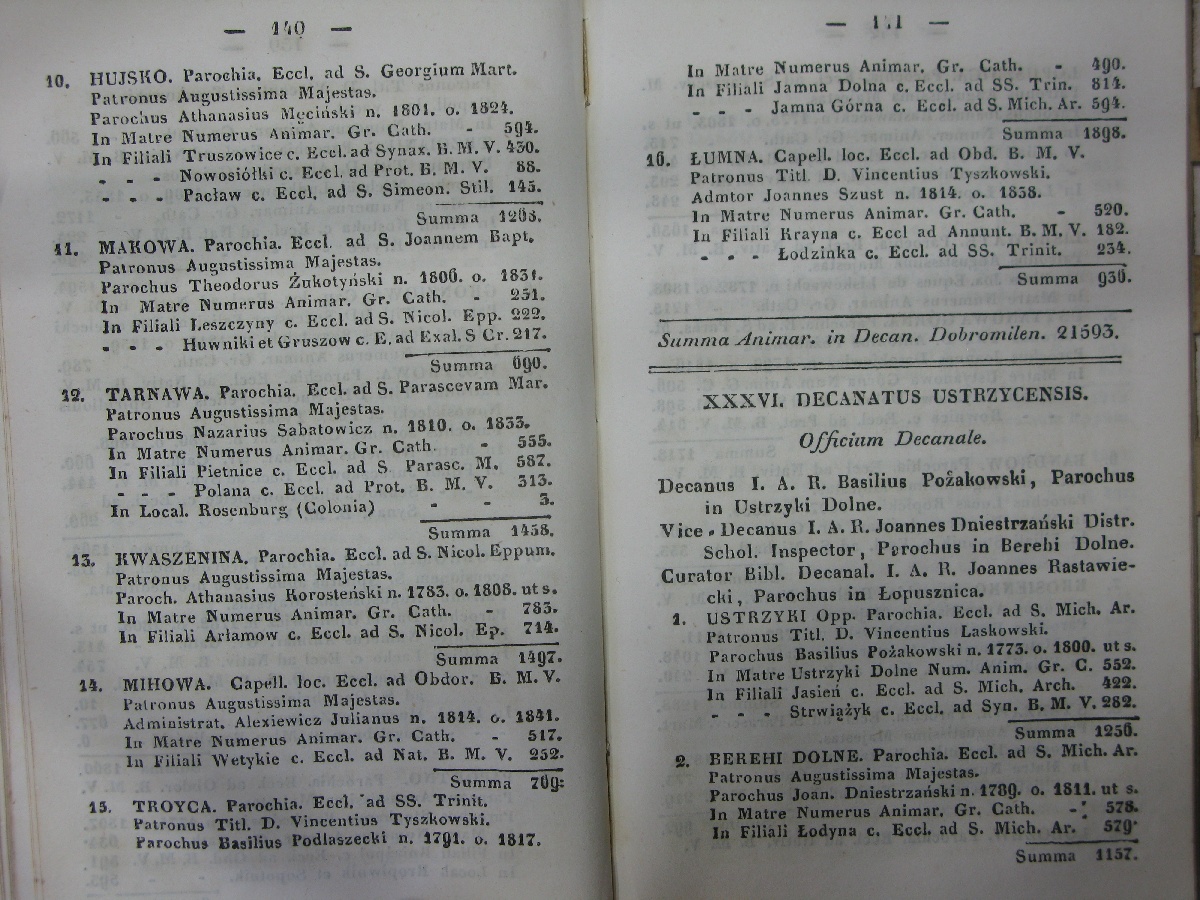 — 140 —
10. HUJSKO. Parochia. Eccl. ad S. Georgium Mart.
Patronus Augustissima Majestas.
Parochus Athanasius Męciński n. 1801. o. 1824.
In Matre Numerus Animar. Gr. Cath. - 594.
In Filiali Truszowice c. Eccl. ad Synax. B. M. V. 430.
- - - Nowosiółki c. Eccl. ad Prot. B. M. V. 88.
- - - Pacław c. Eccl. ad S. Simeon. Stil. 145.
Summa 1263.
11. MAKOWA. Parochia. Eccl. ad S. Joannem Bapt.
Patronus Augustissima Majestas.
Parochus Theodorus Żukotyński n. 1806. o. 1831.
In Matre Numerus Animar. Gr. Cath. - 251.
In Filiali Leszczyny c. Eccl. ad S. Nicol. Epp. 222.
- - - Huwniki et Gruszow c. E. ad Exal. S Cr. 217.
Summa 690.
12. TARNAWA. Parochia. Eccl. ad S. Parascevam Mar.
Patronus Augustissima Majestas.
Parochus Nazarius Sabatowicz n. 1810. o. 1833.
In Matre Numerus Animar. Gr. Cath. - 555.
In Filiali Pietnice c. Eccl. ad S. Parasc. M. 587.
- - - Polana c. Eccl. ad Prot. B. M. V. 313.
In Local. Rosenburg (Colonia) - - 3.
Summa 1458.
13. KWASZENINA. Parochia. Eccl. ad S. Nicol. Eppum.
Patronus Augustissima Majestas.
Paroch. Athanasius Korosteński n. 1783. o. 1808. ut s.
In Matre Numerus Animar. Gr. Cath. - 783.
In Filiali Arłamow c. Eccl. ad S. Nicol. Ep. 714.
Summa 1497.
14. MIHOWA. Capell. loc. Eccl. ad Obdor. B. M. V.
Patronus Augustissima Majestas.
Administrat. Alexiewicz Julianus n. 1814. o. 1841.
In Matre Numerus Animar. Gr. Cath. - 517.
In Filiali Wetykie c. Eccl. ad Nat. B. M. V. 252.
Summa 769:
15. TROYCA. Parochia. Eccl. ad SS. Trinit.
Patronus Titl. D. Vincentius Tyszkowski.
Parochus Basilius Podlaszecki n. 1791. o. 1817.
— 141 —
In Matre Numerus Animar. Gr. Cath. - 490.
In Filiali Jamna Dolna c. Eccl. ad SS. Trin. 814.
- - - Jamna Górna c. Eccl. ad S. Mich. Ar. 594.
Summa 1898.
16. ŁUMNA. Capell. loc. Eccl. ad Obd. B. M. V.
Patronus Titl. D. Vincentius Tyszkowski.
Admtor Joannes Szust n. 1814. o. 1838.
In Matre Numerus Animar. Gr. Cath. - 520.
In Filiali Krayna c. Eccl ad Annunt. B. M. V. 182.
- - - Łodzinka c. Eccl. ad SS. Trinit. 234.
Summa 936.
Summa Animar. in Decan. Dobromilen. 21593.
XXXVI. DECANATUS USTRZYCENSIS.
Officium Decanale.
Decanus I. A. R. Basilius Pożakowski, Parochus
in Ustrzyki Dolne.
Vice-Decanus I. A. R. Joannes Dniestrzański Distr.
Schol. Inspector, Parochus in Berehi Dolne.
Curator Bibl. Decanal. I. A. R. Joannes Rastawie-
cki, Parochus in Łopusznica.
1. USTRZYKI Opp. Parochia. Eccl. ad S. Mich. Ar.
Patronus Titl. D. Vincentius Laskowski.
Parochus Basilius Pożakowski n. 1773. o. 1800. ut s.
In Matre Ustrzyki Dolne Num. Anim. Gr. C. 552.
In Filiali Jasień c. Eccl. ad S. Mich. Arch. 422.
- - - Strwiążyk c. Eccl. ad Syn. B. M. V. 282.
Summa 1256.
2. BEREHI DOLNE. Parochia. Eccl. ad S. Mich. Ar.
Patronus Augustissima Majestas.
Parochus Joan. Dniestrzański n. 1789. o. 1811. ut s.
In Matre Numerus Animar. Gr. Cath. - 578.
In Filiali Łodyna c. Eccl. ad S. Mich. Ar. 579.
Summa 1157.